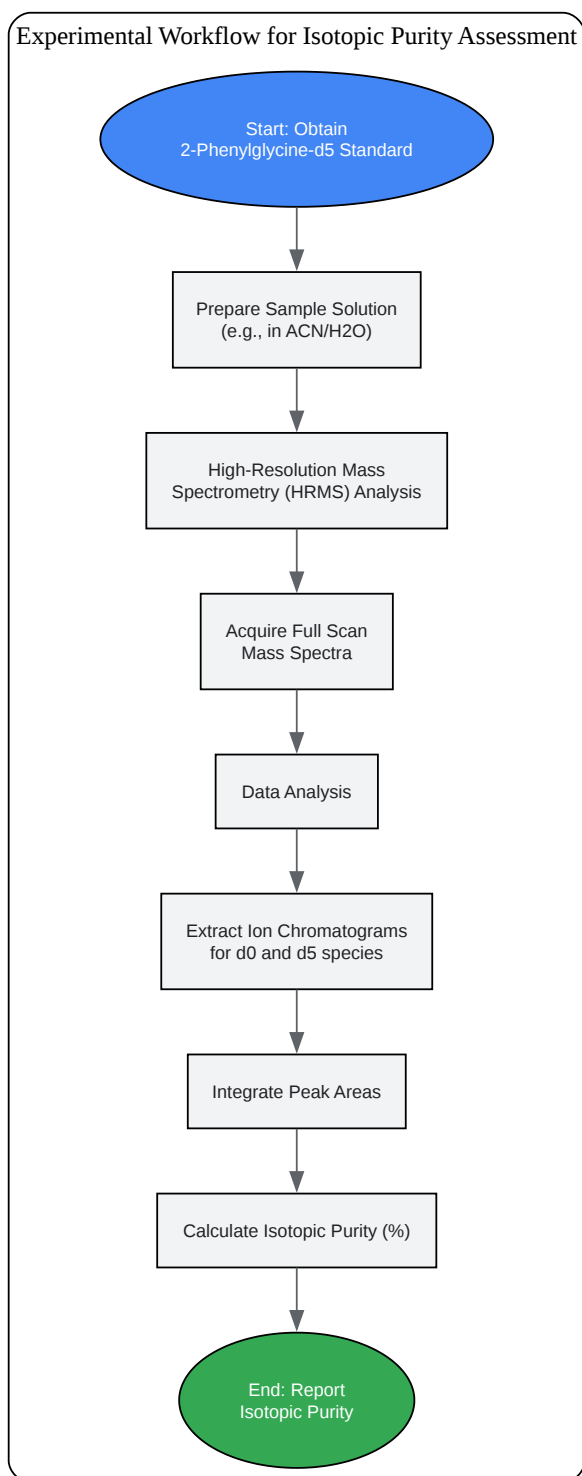 Experimental Workflow for Isotopic Purity Assessment
Start: Obtain
2-Phenylglycine-d5 Standard
Prepare Sample Solution
(e.g., in ACN/H2O)
High-Resolution Mass
Spectrometry (HRMS) Analysis
Acquire Full Scan
Mass Spectra
Data Analysis
Extract Ion Chromatograms
for d0 and d5 species
Integrate Peak Areas
Calculate Isotopic Purity (%)
End: Report
Isotopic Purity